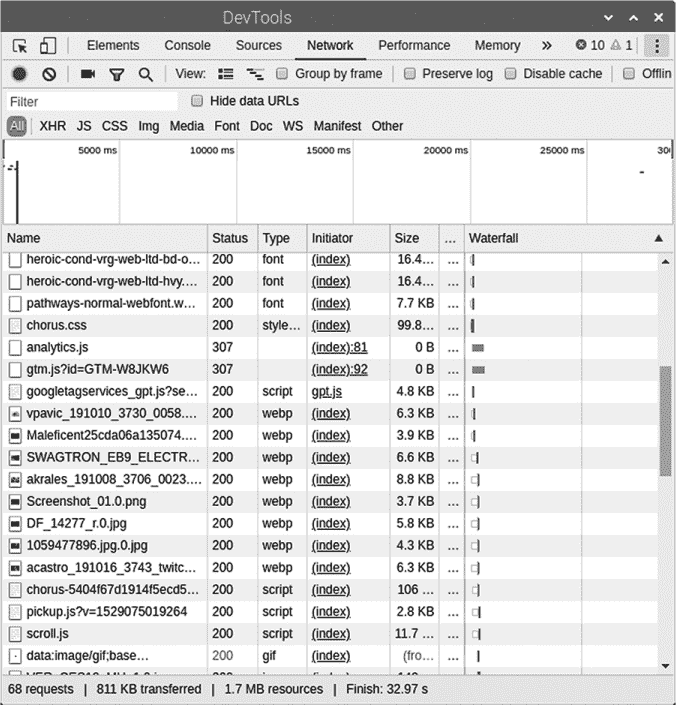 DevTools
Elements Console Sources Network Performance Memory » 10 1
View: Group by frame Preserve log Disable cache Offlin
Filter Hide data URLs
All XHR JS CSS Img Media Font Doc WS Manifest Other
5000 ms 10000 ms 15000 ms 20000 ms 25000 ms 300
Name Status Type Initiator Size ... Waterfall
heroic-cond-vrg-web-ltd-bd-o... 200 font (index) 16.4... ...
heroic-cond-vrg-web-ltd-hvy.... 200 font (index) 16.4... ...
pathways-normal-webfont.w... 200 font (index) 7.7 KB ...
chorus.css 200 style... (index) 99.8... ...
analytics.js 307 (index):81 0 B ...
gtm.js?id=GTM-W8JKW6 307 (index):92 0 B ...
googletagservices_gpt.js?se... 200 script gpt.js 4.8 KB ...
vpavic_191010_3730_0058.... 200 webp (index) 6.3 KB ...
Maleficent25cda06a135074.... 200 webp (index) 3.9 KB ...
SWAGTRON_EB9_ELECTR... 200 webp (index) 6.6 KB ...
akrales_191008_3706_0023.... 200 webp (index) 8.8 KB ...
Screenshot_01.0.png 200 webp (index) 3.7 KB ...
DF_14277_r.0.jpg 200 webp (index) 5.8 KB ...
1059477896.jpg.0.jpg 200 webp (index) 4.3 KB ...
acastro_191016_3743_twitc... 200 webp (index) 6.3 KB ...
chorus-5404f67d1914f5ecd5... 200 script (index) 106 ... ...
pickup.js?v=1529075019264 200 script (index) 2.8 KB ...
scroll.js 200 script (index) 11.7 ... ...
data:image/gif;base... 200 gif (index) (fro... ...
68 requests | 811 KB transferred | 1.7 MB resources | Finish: 32.97 s